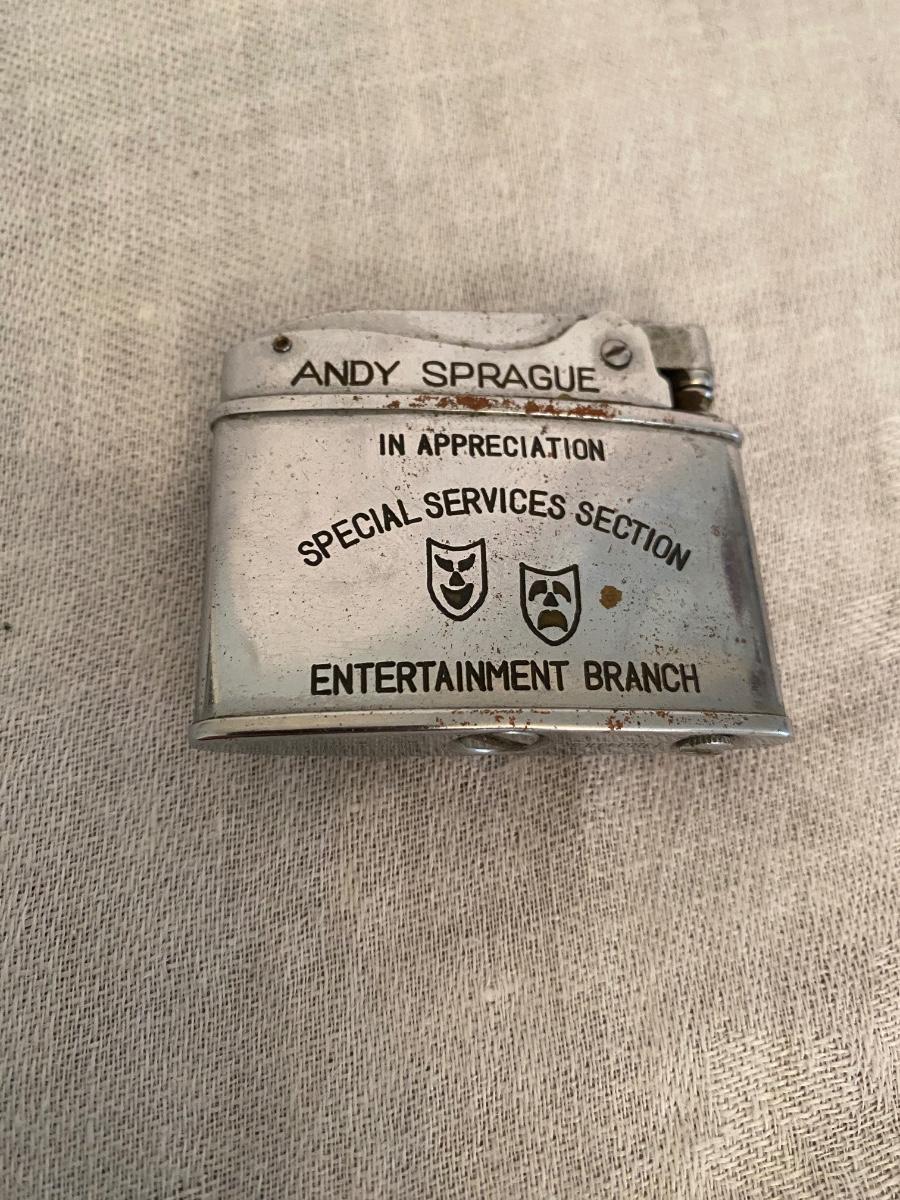 ANDY SPRAGUE
IN APPRECIATION
SPECIAL SERVICES SECTION
ENTERTAINMENT BRANCH